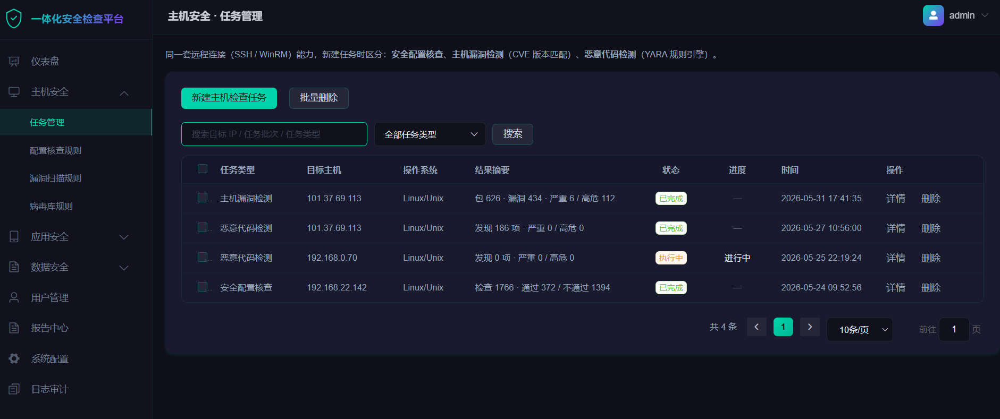 一体化安全检查平台
主机安全 · 任务管理
admin
仪表盘
主机安全
任务管理
配置核查规则
漏洞扫描规则
病毒库规则
应用安全
数据安全
用户管理
报告中心
系统配置
日志审计
同一套远程连接（SSH / WinRM）能力，新建任务时区分：安全配置核查、主机漏洞检测（CVE 版本匹配）、恶意代码检测（YARA 规则引擎）。
新建主机检查任务 批量删除
搜索目标 IP / 任务批次 / 任务类型 全部任务类型 搜索
任务类型 目标主机 操作系统 结果摘要 状态 进度 时间 操作
主机漏洞检测 101.37.69.113 Linux/Unix 包 626 · 漏洞 434 · 严重 6 / 高危 112 已完成 — 2026-05-31 17:41:35 详情 删除
恶意代码检测 101.37.69.113 Linux/Unix 发现 186 项 · 严重 0 / 高危 0 已完成 — 2026-05-27 10:56:00 详情 删除
恶意代码检测 192.168.0.70 Linux/Unix 发现 0 项 · 严重 0 / 高危 0 执行中 进行中 2026-05-25 22:19:24 详情 删除
安全配置核查 192.168.22.142 Linux/Unix 检查 1766 · 通过 372 / 不通过 1394 已完成 — 2026-05-24 09:52:56 详情 删除
共 4 条 1 10条/页 前往 1 页